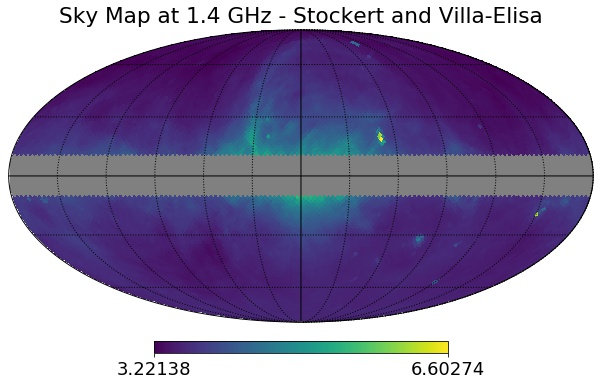 Sky Map at 1.4 GHz - Stockert and Villa-Elisa
3.22138 6.60274